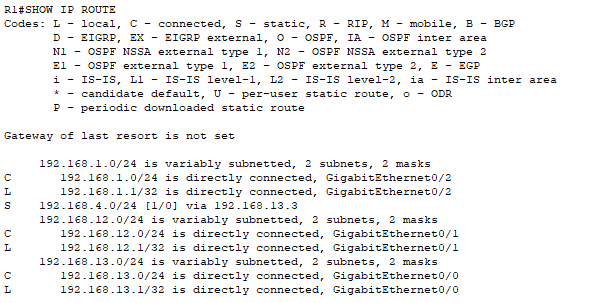 R1#SHOW IP ROUTE
Codes: L - local, C - connected, S - static, R - RIP, M - mobile, B - BGP
       D - EIGRP, EX - EIGRP external, O - OSPF, IA - OSPF inter area
       N1 - OSPF NSSA external type 1, N2 - OSPF NSSA external type 2
       E1 - OSPF external type 1, E2 - OSPF external type 2, E - EGP
       i - IS-IS, L1 - IS-IS level-1, L2 - IS-IS level-2, ia - IS-IS inter area
       * - candidate default, U - per-user static route, o - ODR
       P - periodic downloaded static route

Gateway of last resort is not set

     192.168.1.0/24 is variably subnetted, 2 subnets, 2 masks
C       192.168.1.0/24 is directly connected, GigabitEthernet0/2
L       192.168.1.1/32 is directly connected, GigabitEthernet0/2
S    192.168.4.0/24 [1/0] via 192.168.13.3
     192.168.12.0/24 is variably subnetted, 2 subnets, 2 masks
C       192.168.12.0/24 is directly connected, GigabitEthernet0/1
L       192.168.12.1/32 is directly connected, GigabitEthernet0/1
     192.168.13.0/24 is variably subnetted, 2 subnets, 2 masks
C       192.168.13.0/24 is directly connected, GigabitEthernet0/0
L       192.168.13.1/32 is directly connected, GigabitEthernet0/0